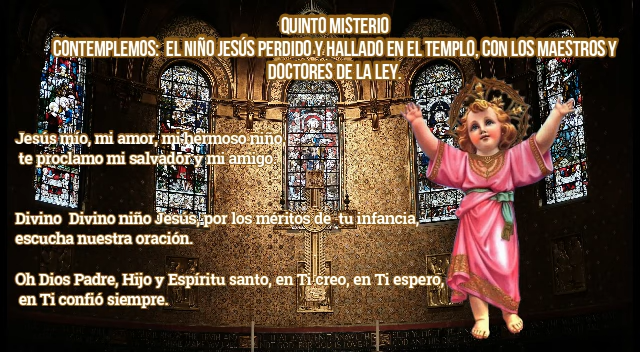 QUINTO MISTERIO
CONTEMPLEMOS: EL NIÑO JESÚS PERDIDO Y HALLADO EN EL TEMPLO, CON LOS MAESTROS Y
DOCTORES DE LA LEY.
Jesús mío, mi amor, mi hermoso niño,
te proclamo mi salvador y mi amigo
Divino Divino niño Jesús, por los méritos de tu infancia,
escucha nuestra oración.
Oh Dios Padre, Hijo y Espíritu santo, en Ti creo, en Ti espero,
en Ti confió siempre.